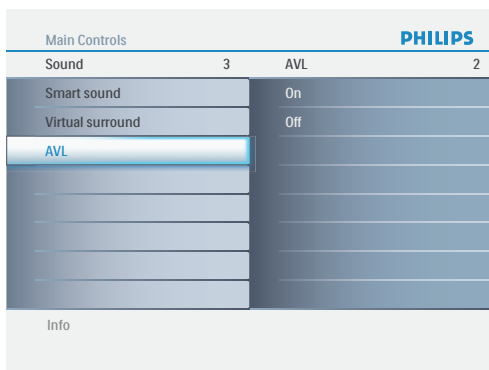 Main Controls PHILIPS
Sound 3 AVL 2
Smart sound On
Virtual surround Off
AVL
Info